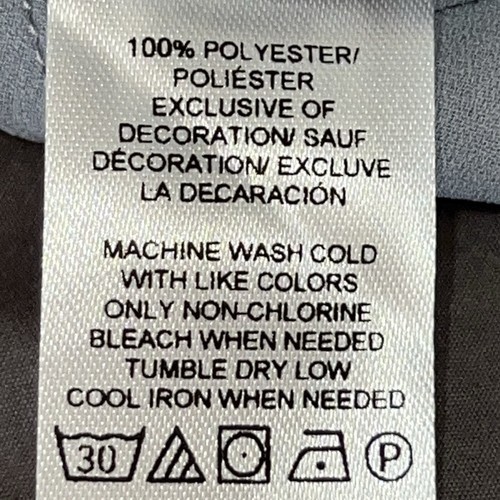 100% POLYESTER/
POLIÉSTER
EXCLUSIVE OF
DECORATION/ SAUF
DÉCORATION/ EXCLUVE
LA DECARACIÓN
MACHINE WASH COLD
WITH LIKE COLORS
ONLY NON-CHLORINE
BLEACH WHEN NEEDED
TUMBLE DRY LOW
COOL IRON WHEN NEEDED
30 P